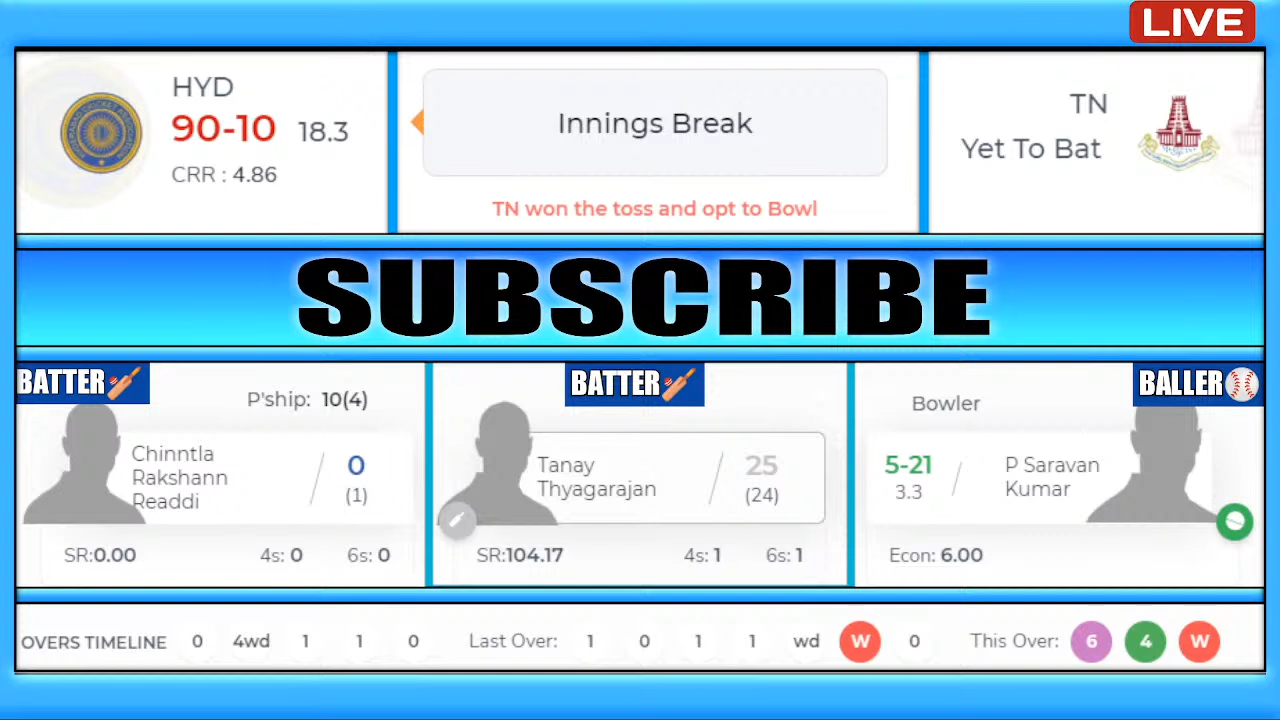 LIVE
HYD
90-10 18.3
CRR : 4.86
Innings Break
TN won the toss and opt to Bowl
TN
Yet To Bat
SUBSCRIBE
BATTER
P'ship: 10(4)
Chinntla
Rakshann
Readdi
0
(1)
SR:0.00 4s: 0 6s: 0
BATTER
Tanay
Thyagarajan
25
(24)
SR:104.17 4s: 1 6s: 1
BALLER
Bowler
5-21
3.3
P Saravan
Kumar
Econ: 6.00
OVERS TIMELINE 0 4wd 1 1 0 Last Over: 1 0 1 1 wd W 0 This Over: 6 4 W